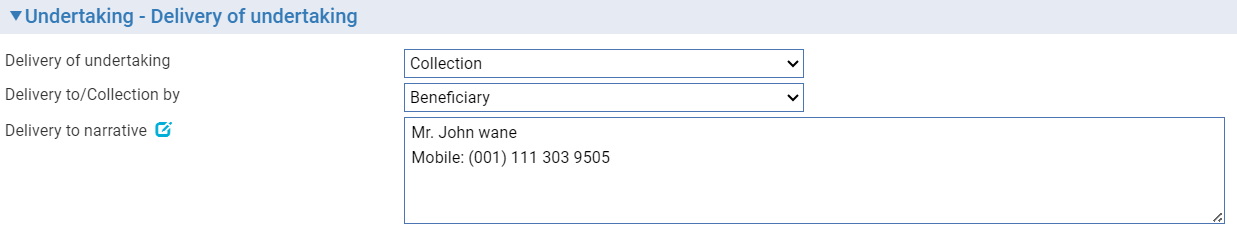 Undertaking - Delivery of undertaking
Delivery of undertaking
Collection
Delivery to/Collection by
Beneficiary
Delivery to narrative
Mr. John wane
Mobile: (001) 111 303 9505